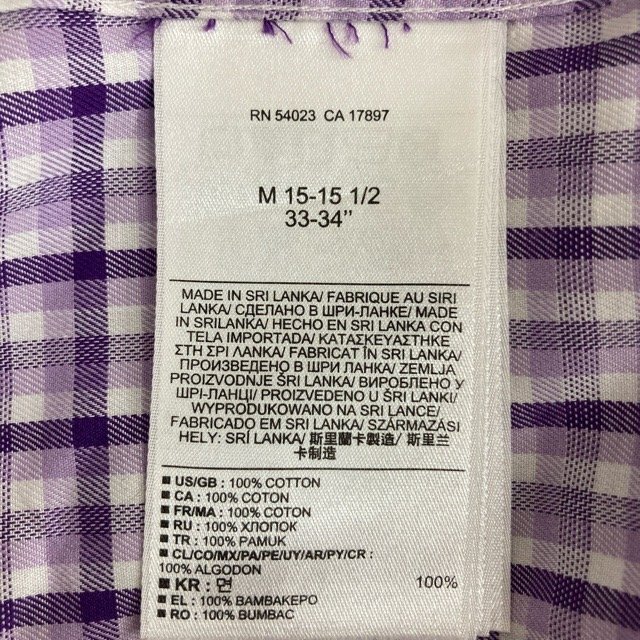 RN 54023 CA 17897
M 15-15 1/2
33-34”
MADE IN SRI LANKA/ FABRIQUE AU SIRI
LANKA/ СДЕЛАНО В ШРИ-ЛАНКЕ/ MADE
IN SRILANKA/ HECHO EN SRI LANKA CON
TELA IMPORTADA/ ΚΑΤΑΣΚΕΥΑΣΤΗΚΕ
ΣΤΗ ΣΡΙ ΛΑΝΚΑ/ FABRICAT ÎN SRI LANKA/
ПРОИЗВЕДЕНО В ШРИ ЛАНКА/ ZEMLJA
PROIZVODNJE ŠRI LANKA/ ВИРОБЛЕНО У
ШРІ-ЛАНЦІ/ PROIZVEDENO U ŠRI LANKI/
WYPRODUKOWANO NA SRI LANCE/
FABRICADO EM SRI LANKA/ SZÁRMAZÁSI
HELY: SRÍ LANKA/ 斯里蘭卡製造/ 斯里兰
卡制造
■ US/GB : 100% COTTON
■ CA : 100% COTON
■ FR/MA : 100% COTON
■ RU : 100% ХЛОПОК
■ TR : 100% PAMUK
■ CL/CO/MX/PA/PE/UY/AR/PY/CR :
100% ALGODON
■ KR : 면 100%
■ EL : 100% ΒΑΜΒΑΚΕΡΟ
■ RO : 100% BUMBAC